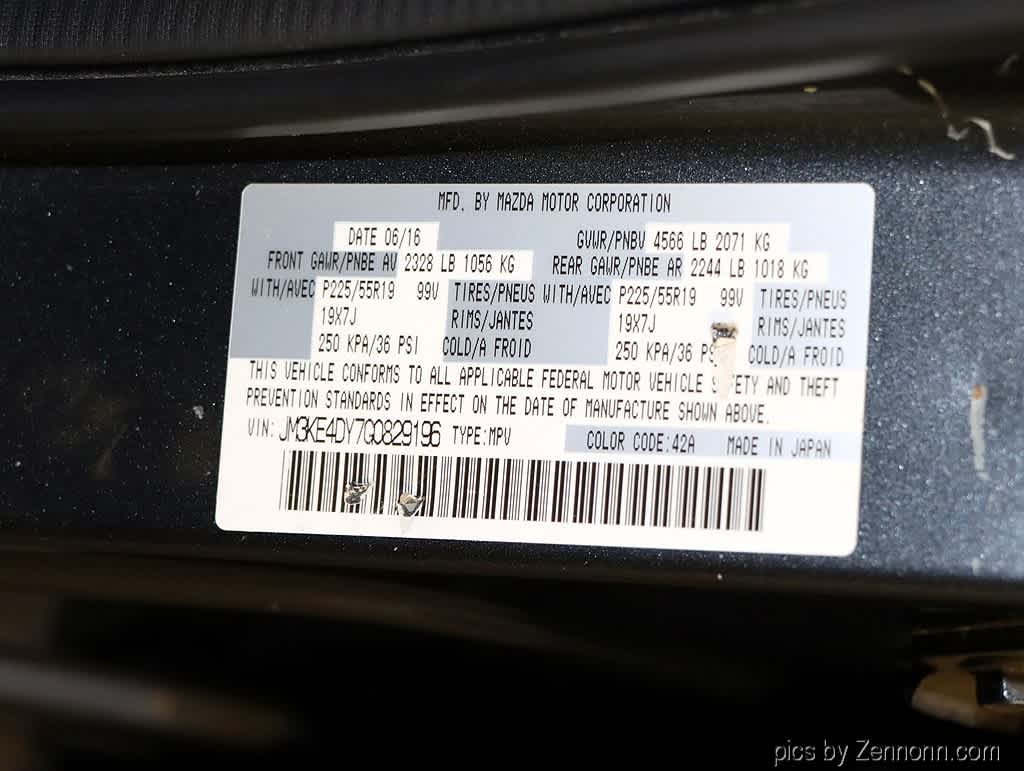 MFD. BY MAZDA MOTOR CORPORATION
DATE 06/16 GVWR/PNBV 4566 LB 2071 KG
FRONT GAWR/PNBE AV 2328 LB 1056 KG REAR GAWR/PNBE AR 2244 LB 1018 KG
WITH/AVEC P225/55R19 99V TIRES/PNEUS WITH/AVEC P225/55R19 99V TIRES/PNEUS
19X7J RIMS/JANTES 19X7J RIMS/JANTES
250 KPA/36 PSI COLD/A FROID 250 KPA/36 PSI COLD/A FROID
THIS VEHICLE CONFORMS TO ALL APPLICABLE FEDERAL MOTOR VEHICLE SAFETY AND THEFT
PREVENTION STANDARDS IN EFFECT ON THE DATE OF MANUFACTURE SHOWN ABOVE.
VIN: JM3KE4DY7G0829196 TYPE:MPV COLOR CODE:42A MADE IN JAPAN
pics by Zennonn.com